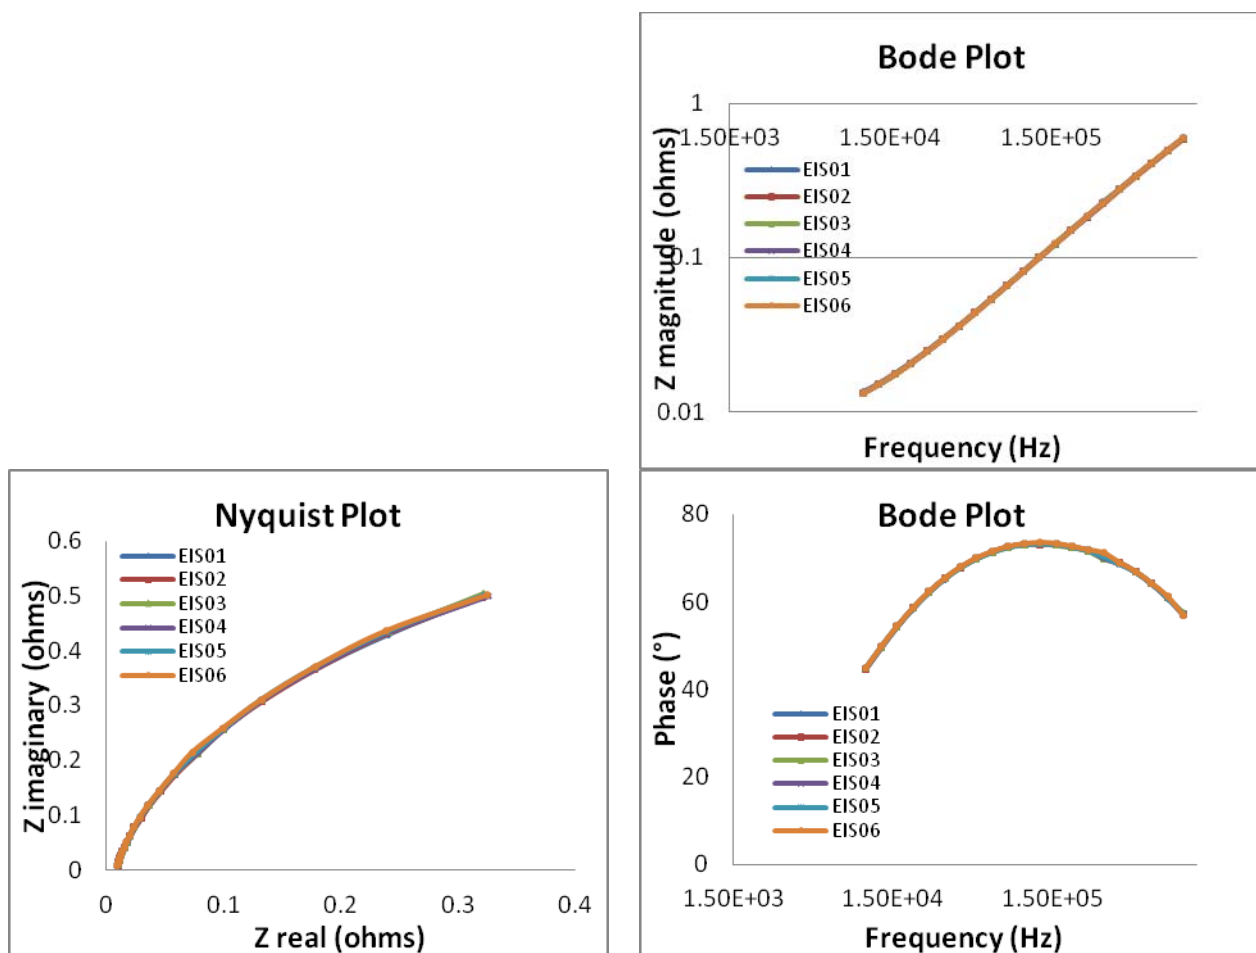 Bode Plot
Z magnitude (ohms)
1
0.1
0.01
1.50E+03
1.50E+04
1.50E+05
EIS01
EIS02
EIS03
EIS04
EIS05
EIS06
Frequency (Hz)
Nyquist Plot
Z imaginary (ohms)
0.6
0.5
0.4
0.3
0.2
0.1
0
EIS01
EIS02
EIS03
EIS04
EIS05
EIS06
0
0.1
0.2
0.3
0.4
Z real (ohms)
Bode Plot
Phase (°)
80
60
40
20
0
EIS01
EIS02
EIS03
EIS04
EIS05
EIS06
1.50E+03
1.50E+04
1.50E+05
Frequency (Hz)